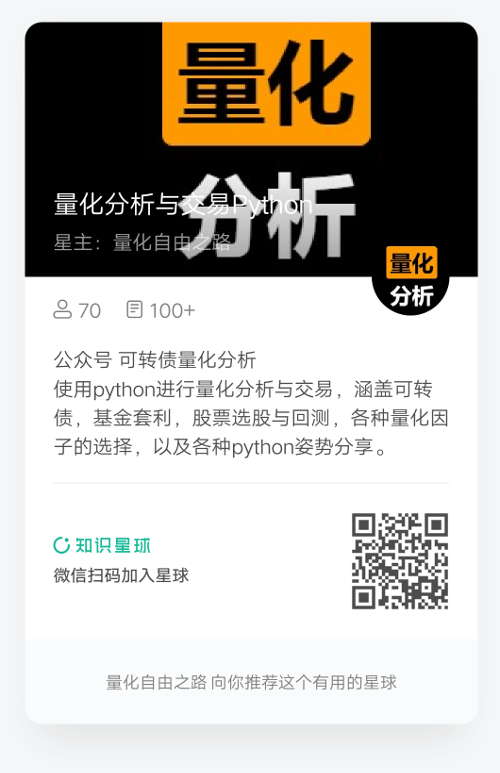 量化
分析
量化分析与交易Python
星主：量化自由之路
量化
分析
70 100+
公众号 可转债量化分析
使用python进行量化分析与交易，涵盖可转
债，基金套利，股票选股与回测，各种量化因
子的选择，以及各种python姿势分享。
知识星球
微信扫码加入星球
量化自由之路 向你推荐这个有用的星球